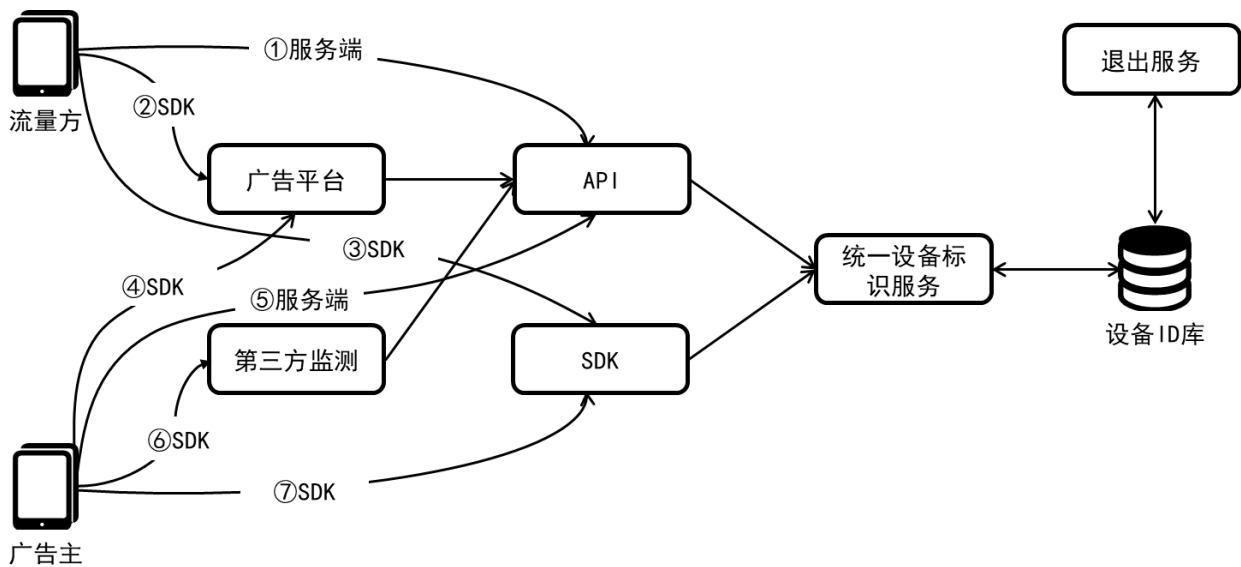 ①服务端
退出服务
②SDK
流量方
广告平台
API
③SDK
统一设备标
识服务
④SDK
⑤服务端
设备ID库
第三方监测
SDK
⑥SDK
⑦SDK
广告主